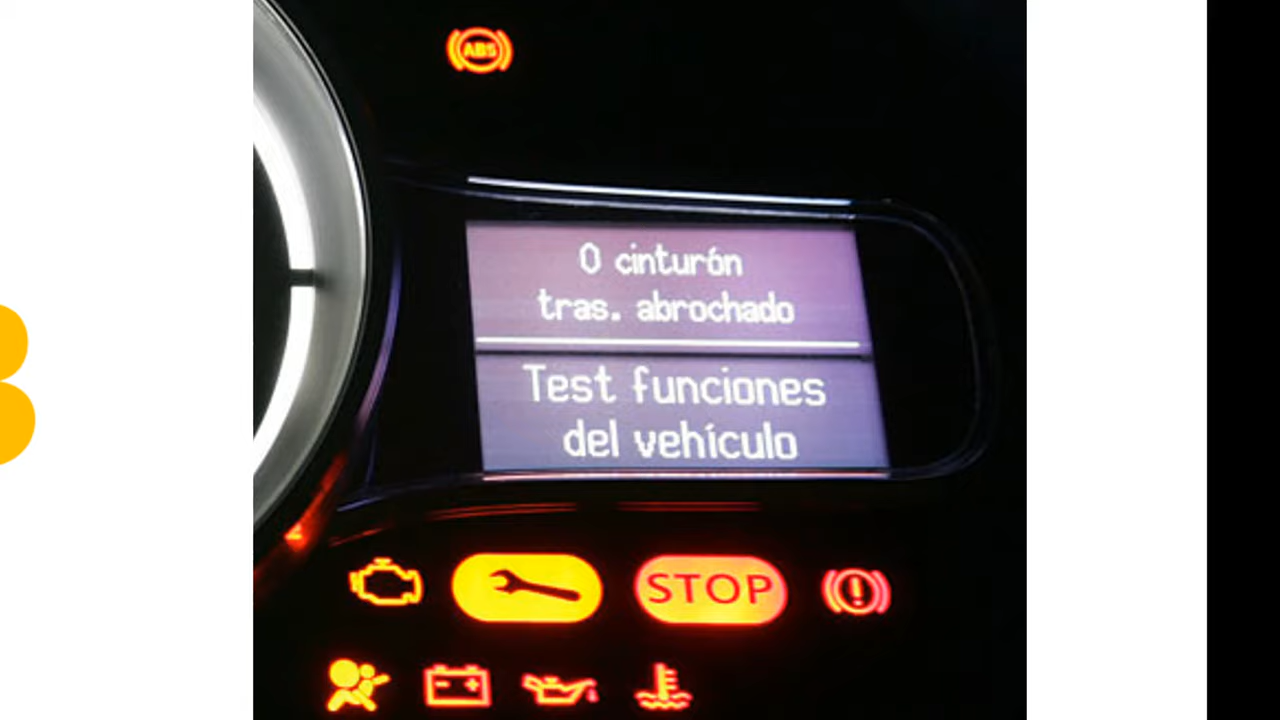 ABS
0 cinturón
tras. abrochado
Test funciones
del vehículo
STOP